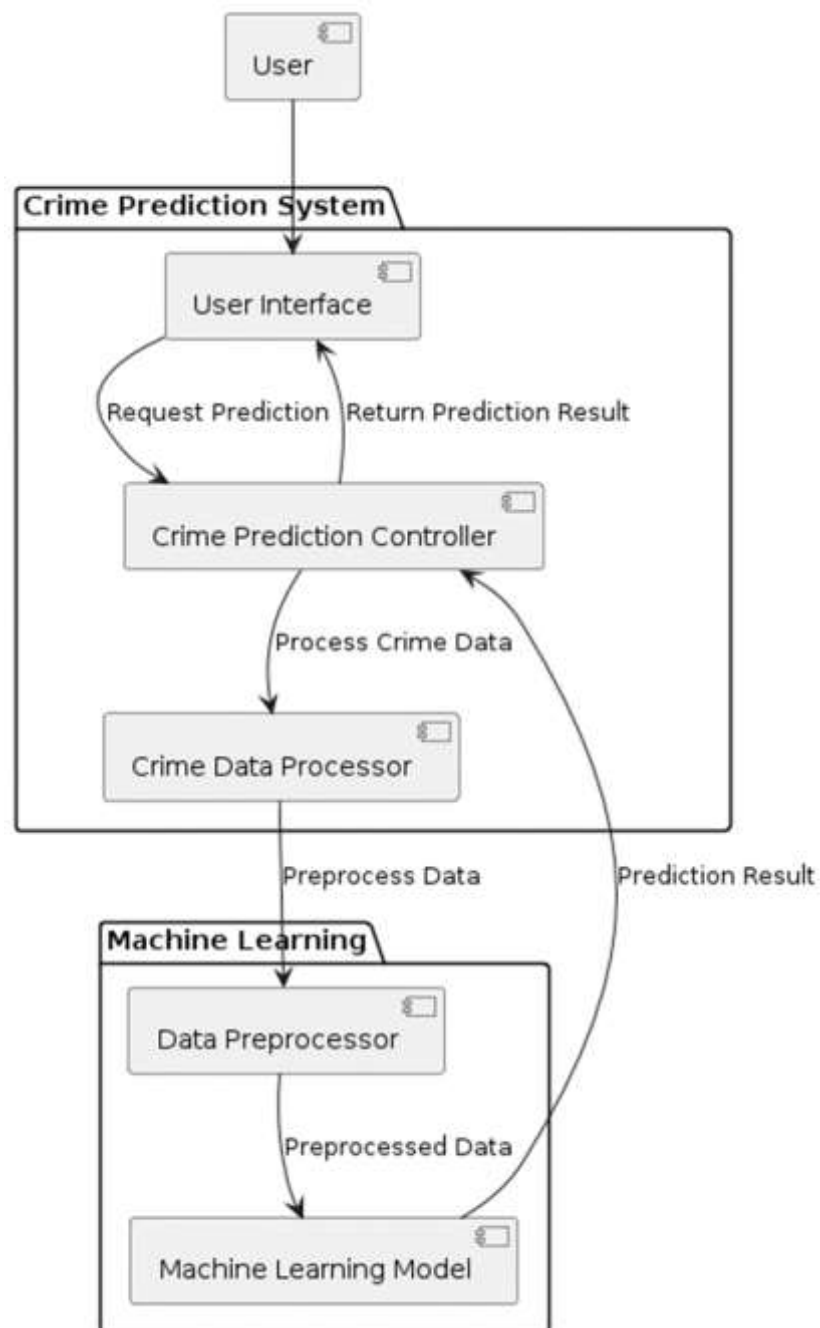 User
Crime Prediction System
User Interface
Request Prediction
Return Prediction Result
Crime Prediction Controller
Process Crime Data
Crime Data Processor
Preprocess Data
Prediction Result
Machine Learning
Data Preprocessor
Preprocessed Data
Machine Learning Model